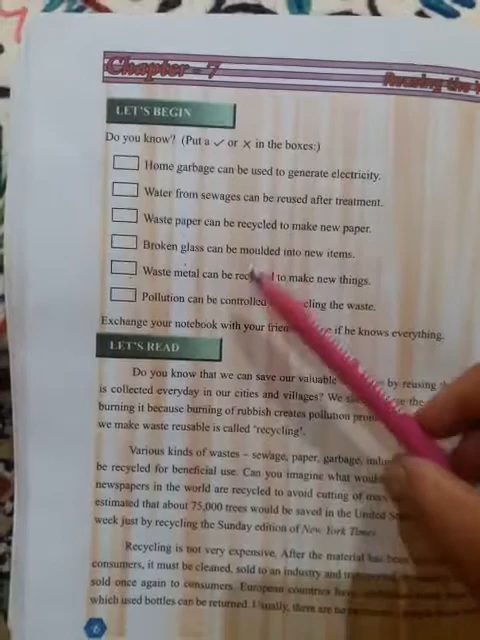 Chapter - 7
Reusing the
LET'S BEGIN
Do you know? (Put a ✓ or × in the boxes:)
Home garbage can be used to generate electricity.
Water from sewages can be reused after treatment.
Waste paper can be recycled to make new paper.
Broken glass can be moulded into new items.
Waste metal can be to make new things.
Pollution can be controlled the waste.
Exchange your notebook with your if he knows everything.
LET'S READ
Do you know that we can save our valuable by reusing
is collected everyday in our cities and villages? We the
burning it because burning of rubbish creates pollution
we make waste reusable is called 'recycling'.
Various kinds of wastes – sewage, paper, garbage,
be recycled for beneficial use. Can you imagine what
newspapers in the world are recycled to avoid cutting of
estimated that about 75,000 trees would be saved in the United
week just by recycling the Sunday edition of New York Times
Recycling is not very expensive. After the material has been
consumers, it must be cleaned, sold to an industry and
sold once again to consumers. European countries
which used bottles can be returned. Usually, there are no